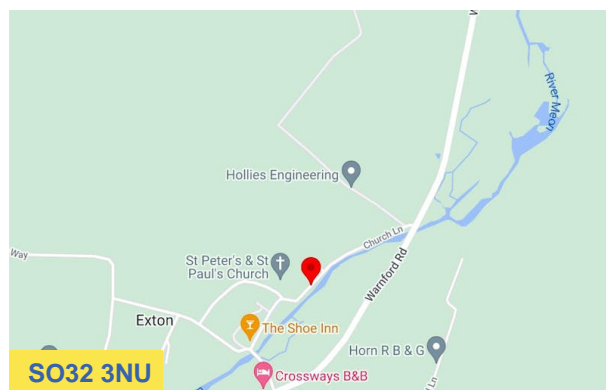 M
River Meon
Hollies Engineering
Church Ln
Way
St Peter's & St
Paul's Church
Warnford Rd
Exton
The Shoe Inn
Horn R B & G
Ln
Crossways B&B
SO32 3NU